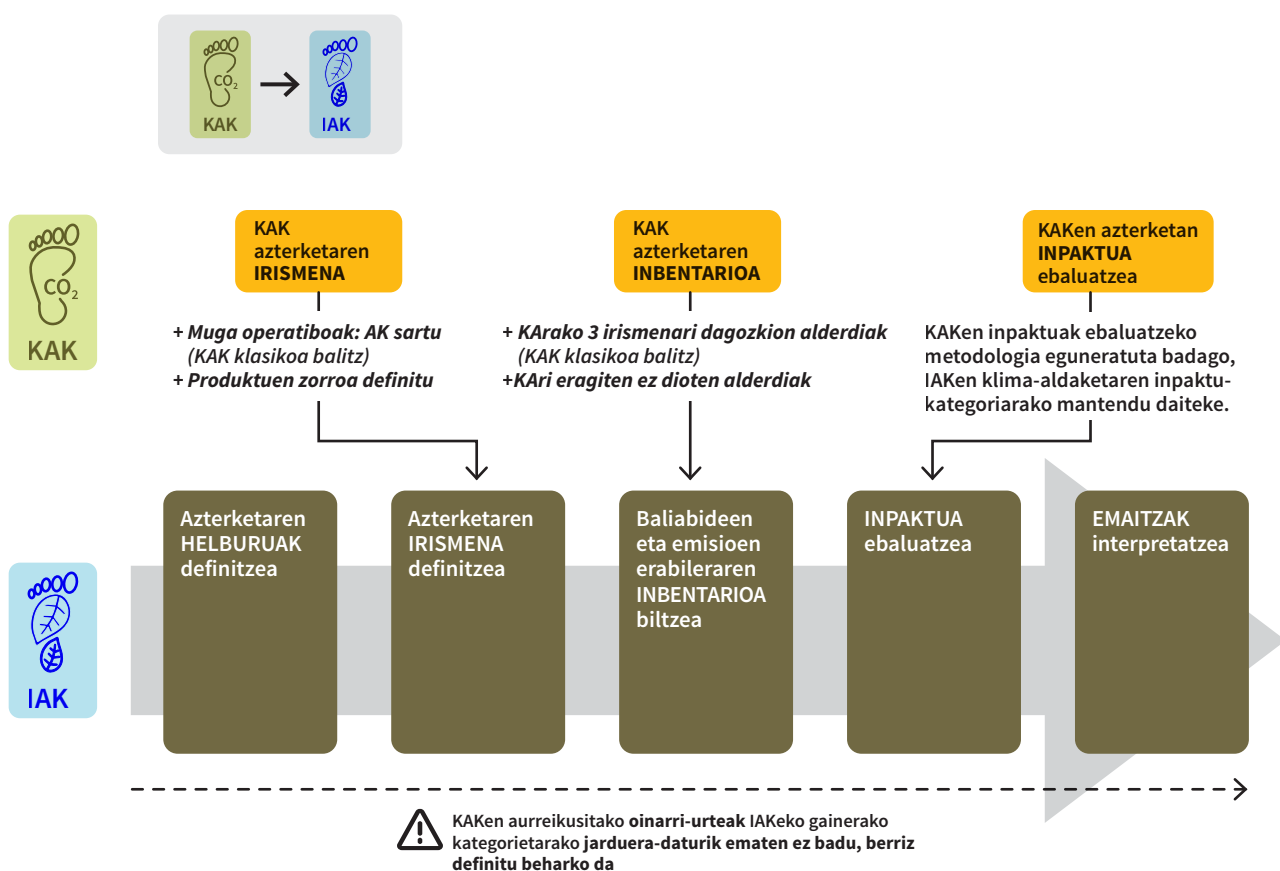 CO2
KAK
IAK
CO2
KAK
KAK
azterketaren
IRISMENA
KAK
azterketaren
INBENTARIOA
KAKen azterketan
INPAKTUA
ebaluatzea
+ Muga operatiboak: AK sartu
(KAK klasikoa balitz)
+ Produktuen zorroa definitu
+ KArako 3 irismenari dagozkion alderdiak
(KAK klasikoa balitz)
+KAri eragiten ez dioten alderdiak
KAKen inpaktuak ebaluatzeko
metodologia eguneratuta badago,
IAKen klima-aldaketaren inpaktu-
kategoriarako mantendu daiteke.
IAK
Azterketaren
HELBURUAK
definitzea
Azterketaren
IRISMENA
definitzea
Baliabideen
eta emisioen
erabileraren
INBENTARIOA
biltzea
INPAKTUA
ebaluatzea
EMAITZAK
interpretatzea
KAKen aurreikusitako oinarri-urteak IAKeko gainerako
kategorietarako jarduera-daturik ematen ez badu, berriz
definitu beharko da